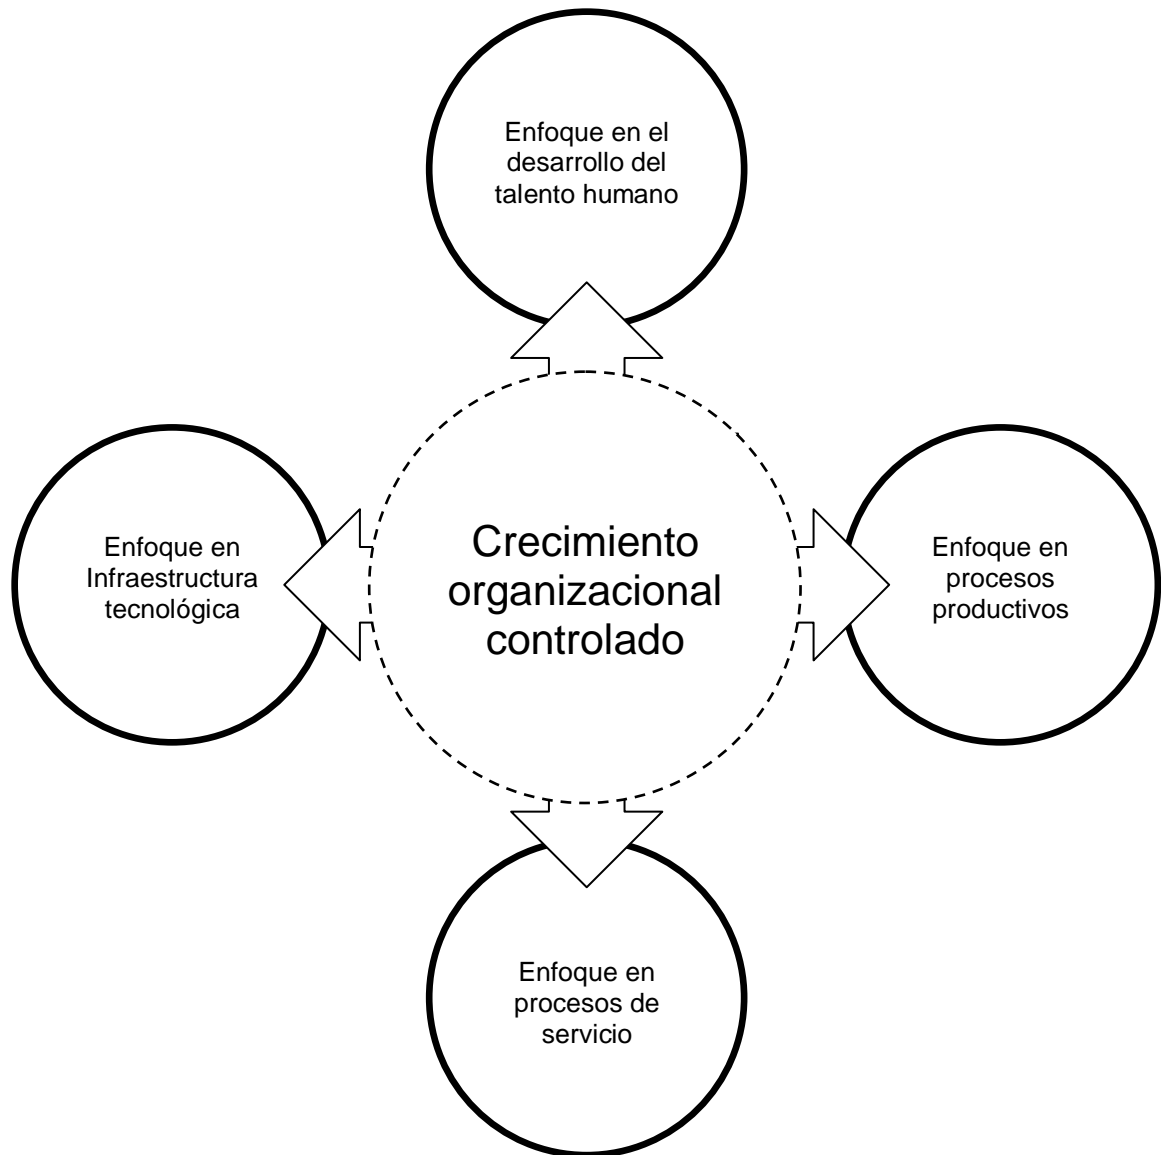 Enfoque en el
desarrollo del
talento humano
Enfoque en
Infraestructura
tecnológica
Crecimiento
organizacional
controlado
Enfoque en
procesos
productivos
Enfoque en
procesos de
servicio